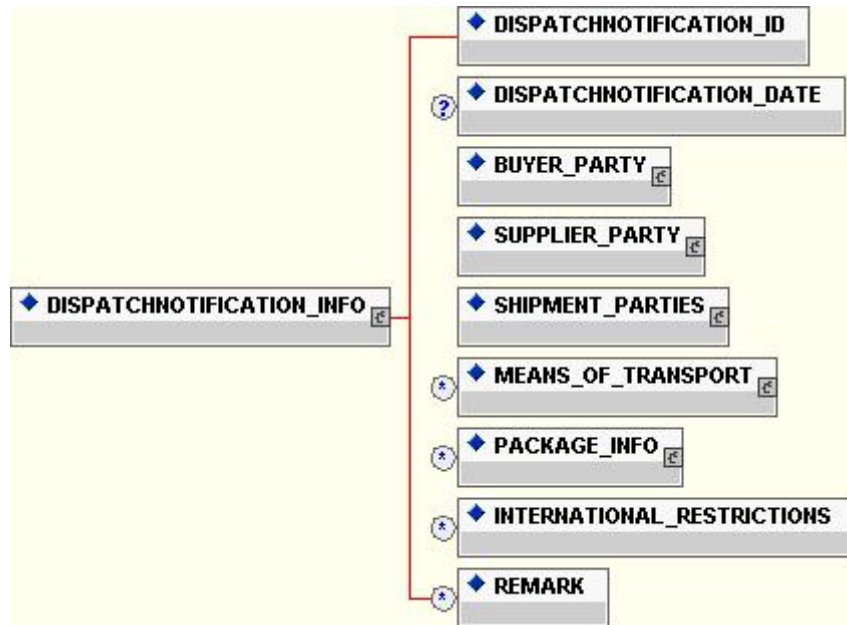 DISPATCHNOTIFICATION_ID
?
DISPATCHNOTIFICATION_DATE
BUYER_PARTY
SUPPLIER_PARTY
DISPATCHNOTIFICATION_INFO
SHIPMENT_PARTIES
*
MEANS_OF_TRANSPORT
*
PACKAGE_INFO
*
INTERNATIONAL_RESTRICTIONS
*
REMARK